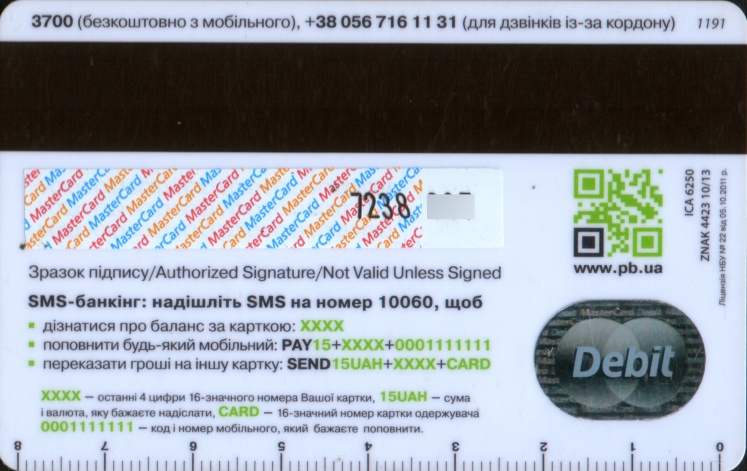 3700 (безкоштовно з мобільного), +38 056 716 11 31 (для дзвінків із-за кордону) 1191
MasterCard MasterCard MasterCard MasterCard
7238
ICA 6250
ZNAK 4423 10/13
Ліцензія НБУ № 22 від 05.10.2011 р.
www.pb.ua
Зразок підпису/Authorized Signature/Not Valid Unless Signed
SMS-банкінг: надішліть SMS на номер 10060, щоб
▪ дізнатися про баланс за карткою: XXXX
▪ поповнити будь-який мобільний: PAY15+XXXX+0001111111
▪ переказати гроші на іншу картку: SEND15UAH+XXXX+CARD
Debit
XXXX – останні 4 цифри 16-значного номера Вашої картки, 15UAH – сума
і валюта, яку бажаєте надіслати, CARD – 16-значний номер картки одержувача
0001111111 – код і номер мобільного, який бажаєте поповнити.
8 7 6 5 4 3 2 1 0